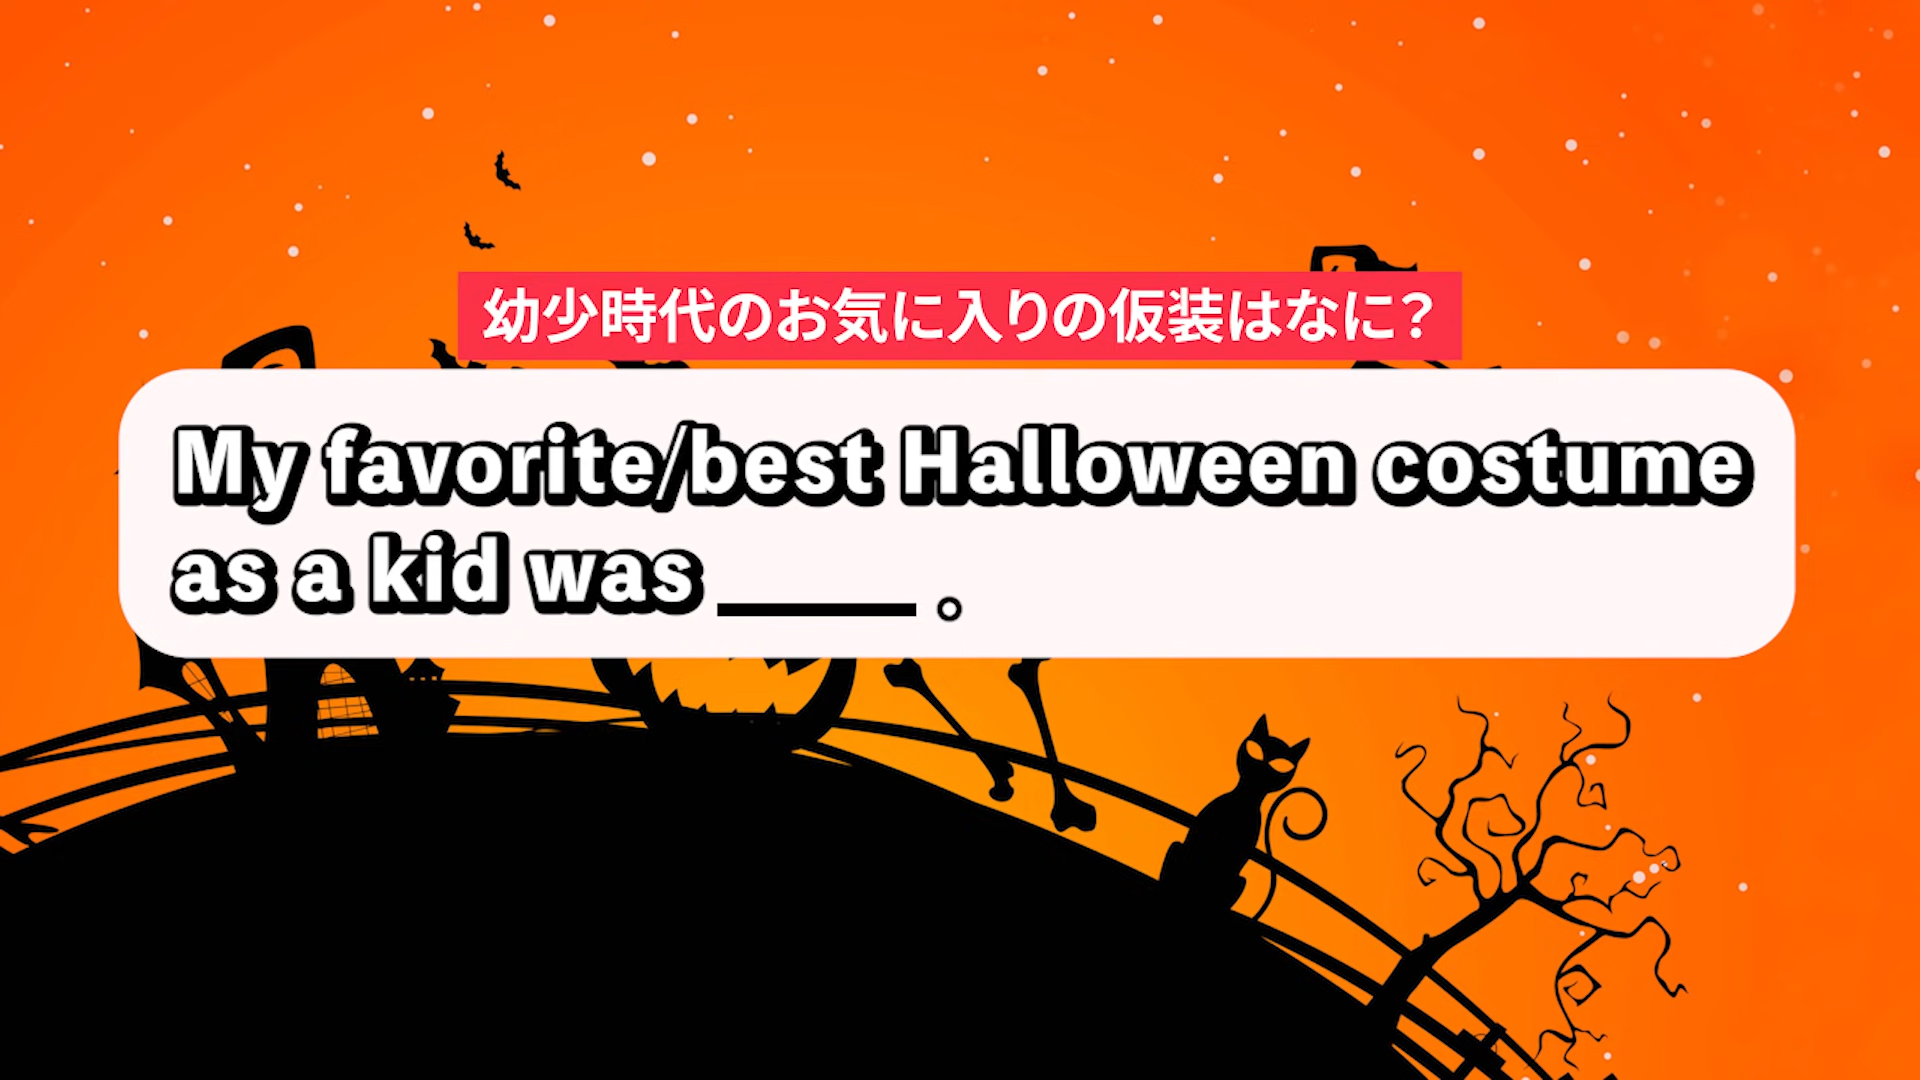 幼少時代のお気に入りの仮装はなに？
My favorite/best Halloween costume
as a kid was ____ 。